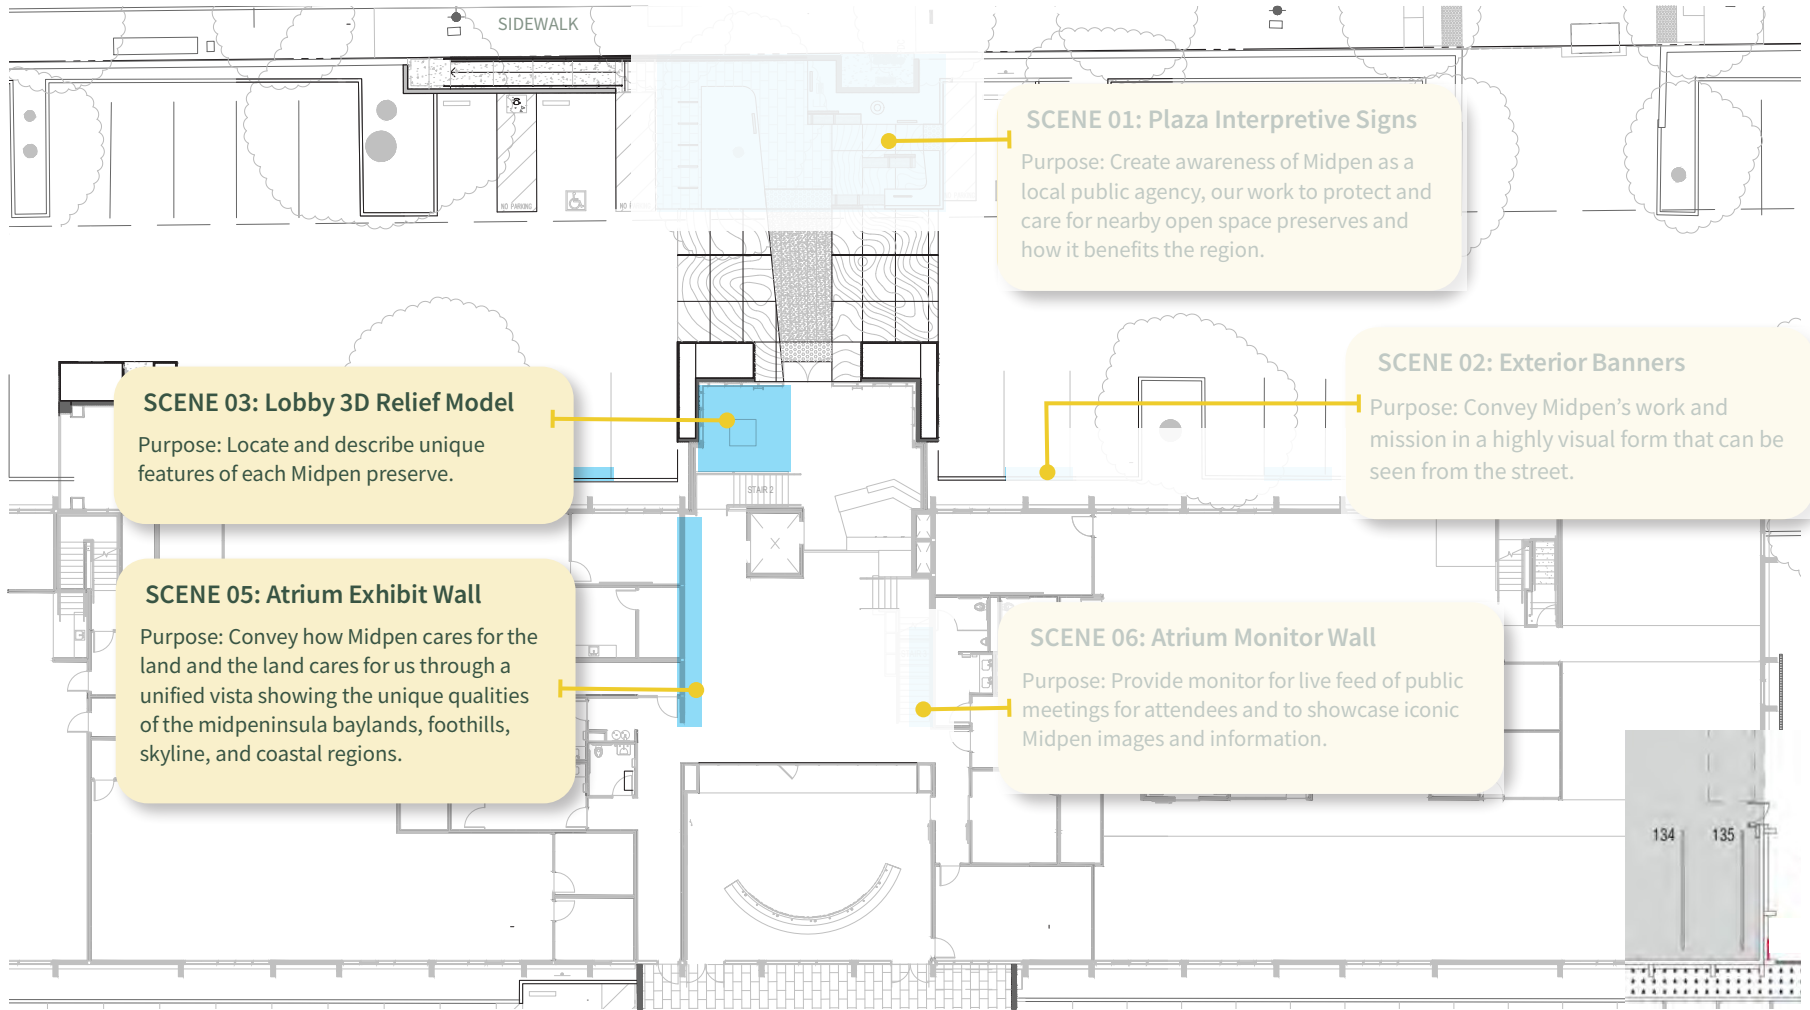 SIDEWALK
SCENE 01: Plaza Interpretive Signs
Purpose: Create awareness of Midpen as a
local public agency, our work to protect and
care for nearby open space preserves and
how it benefits the region.
NO PARKING
SCENE 02: Exterior Banners
Purpose: Convey Midpen’s work and
mission in a highly visual form that can be
seen from the street.
SCENE 03: Lobby 3D Relief Model
Purpose: Locate and describe unique
features of each Midpen preserve.
STAIR 2
SCENE 05: Atrium Exhibit Wall
Purpose: Convey how Midpen cares for the
land and the land cares for us through a
unified vista showing the unique qualities
of the midpeninsula baylands, foothills,
skyline, and coastal regions.
SCENE 06: Atrium Monitor Wall
Purpose: Provide monitor for live feed of public
meetings for attendees and to showcase iconic
Midpen images and information.
134 135